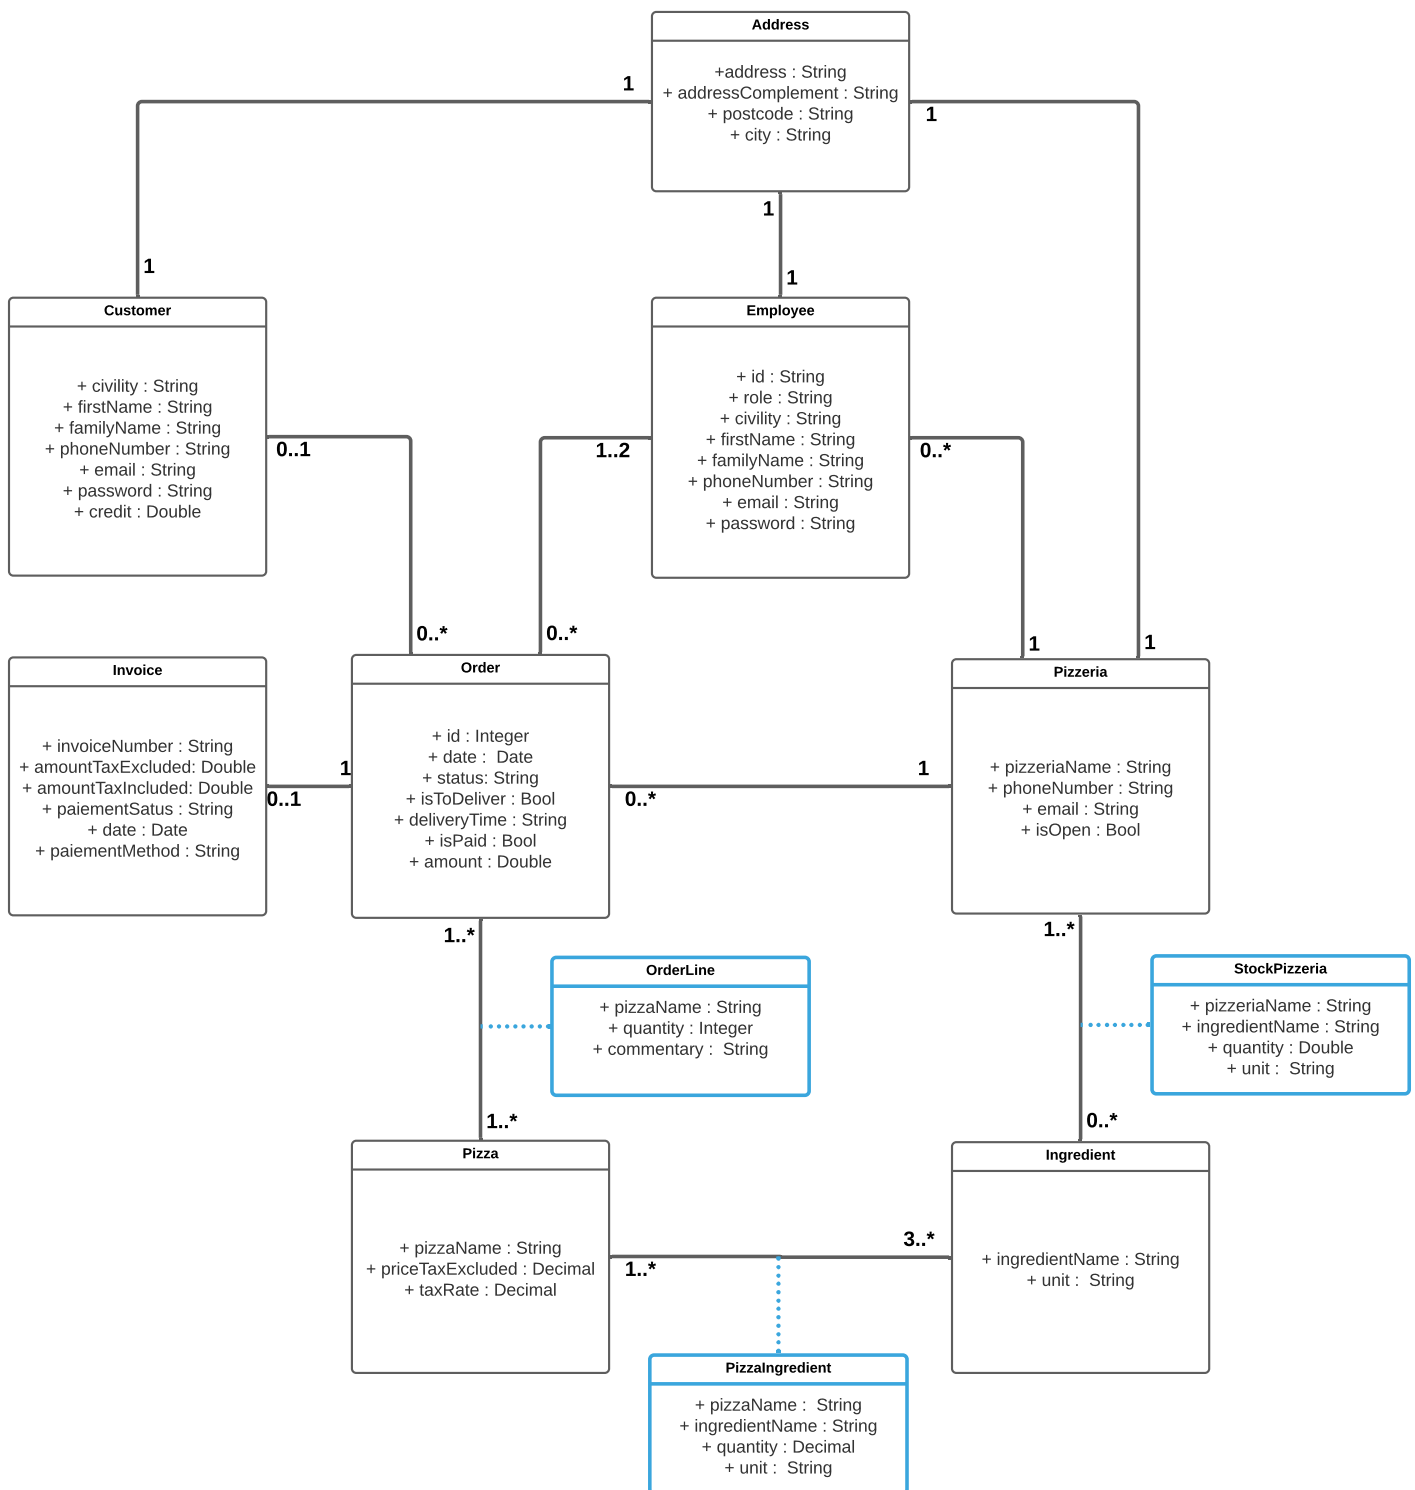 Address
+address : String
+ addressComplement : String
+ postcode : String
+ city : String
1
1
1
1
1
1
Customer
+ civility : String
+ firstName : String
+ familyName : String
+ phoneNumber : String
+ email : String
+ password : String
+ credit : Double
Employee
+ id : String
+ role : String
+ civility : String
+ firstName : String
+ familyName : String
+ phoneNumber : String
+ email : String
+ password : String
0..1
1..2
0..*
0..*
0..*
1
Invoice
+ invoiceNumber : String
+ amountTaxExcluded: Double
+ amountTaxIncluded: Double
+ paiementSatus : String
+ date : Date
+ paiementMethod : String
1
0..1
Order
+ id : Integer
+ date :  Date
+ status: String
+ isToDeliver : Bool
+ deliveryTime : String
+ isPaid : Bool
+ amount : Double
0..*
1
Pizzeria
+ pizzeriaName : String
+ phoneNumber : String
+ email : String
+ isOpen : Bool
1..*
1..*
OrderLine
+ pizzaName : String
+ quantity : Integer
+ commentary :  String
StockPizzeria
+ pizzeriaName : String
+ ingredientName : String
+ quantity : Double
+ unit :  String
1..*
0..*
Pizza
+ pizzaName : String
+ priceTaxExcluded : Decimal
+ taxRate : Decimal
1..*
3..*
Ingredient
+ ingredientName : String
+ unit :  String
PizzaIngredient
+ pizzaName :  String
+ ingredientName : String
+ quantity : Decimal
+ unit :  String